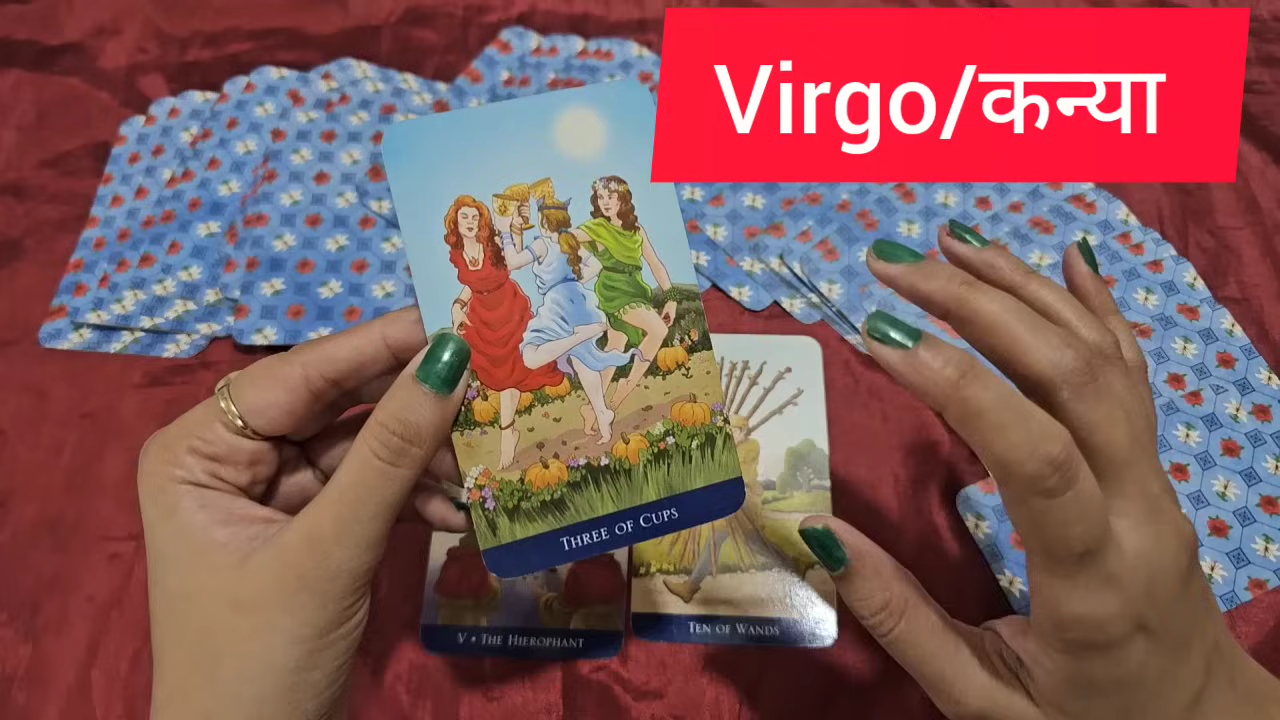 Virgo/कन्या
THREE OF CUPS
V • THE HIEROPHANT
TEN OF WANDS